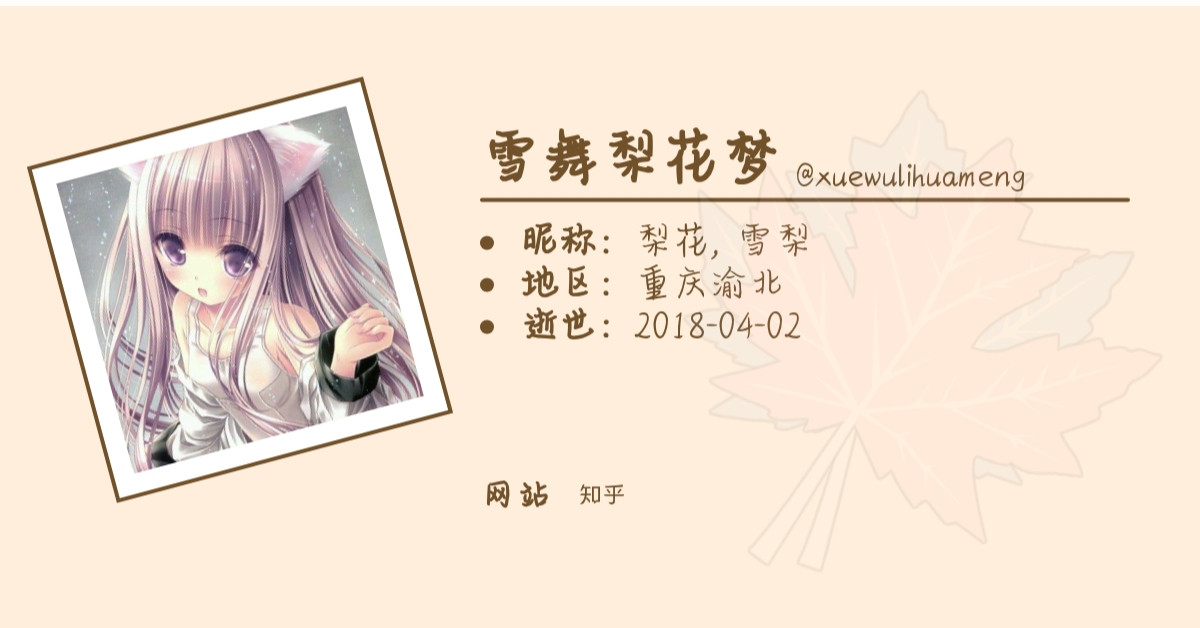 雪舞梨花梦 @xuewulihuameng
昵称: 梨花, 雪梨
地区: 重庆渝北
逝世: 2018-04-02
网站 知乎